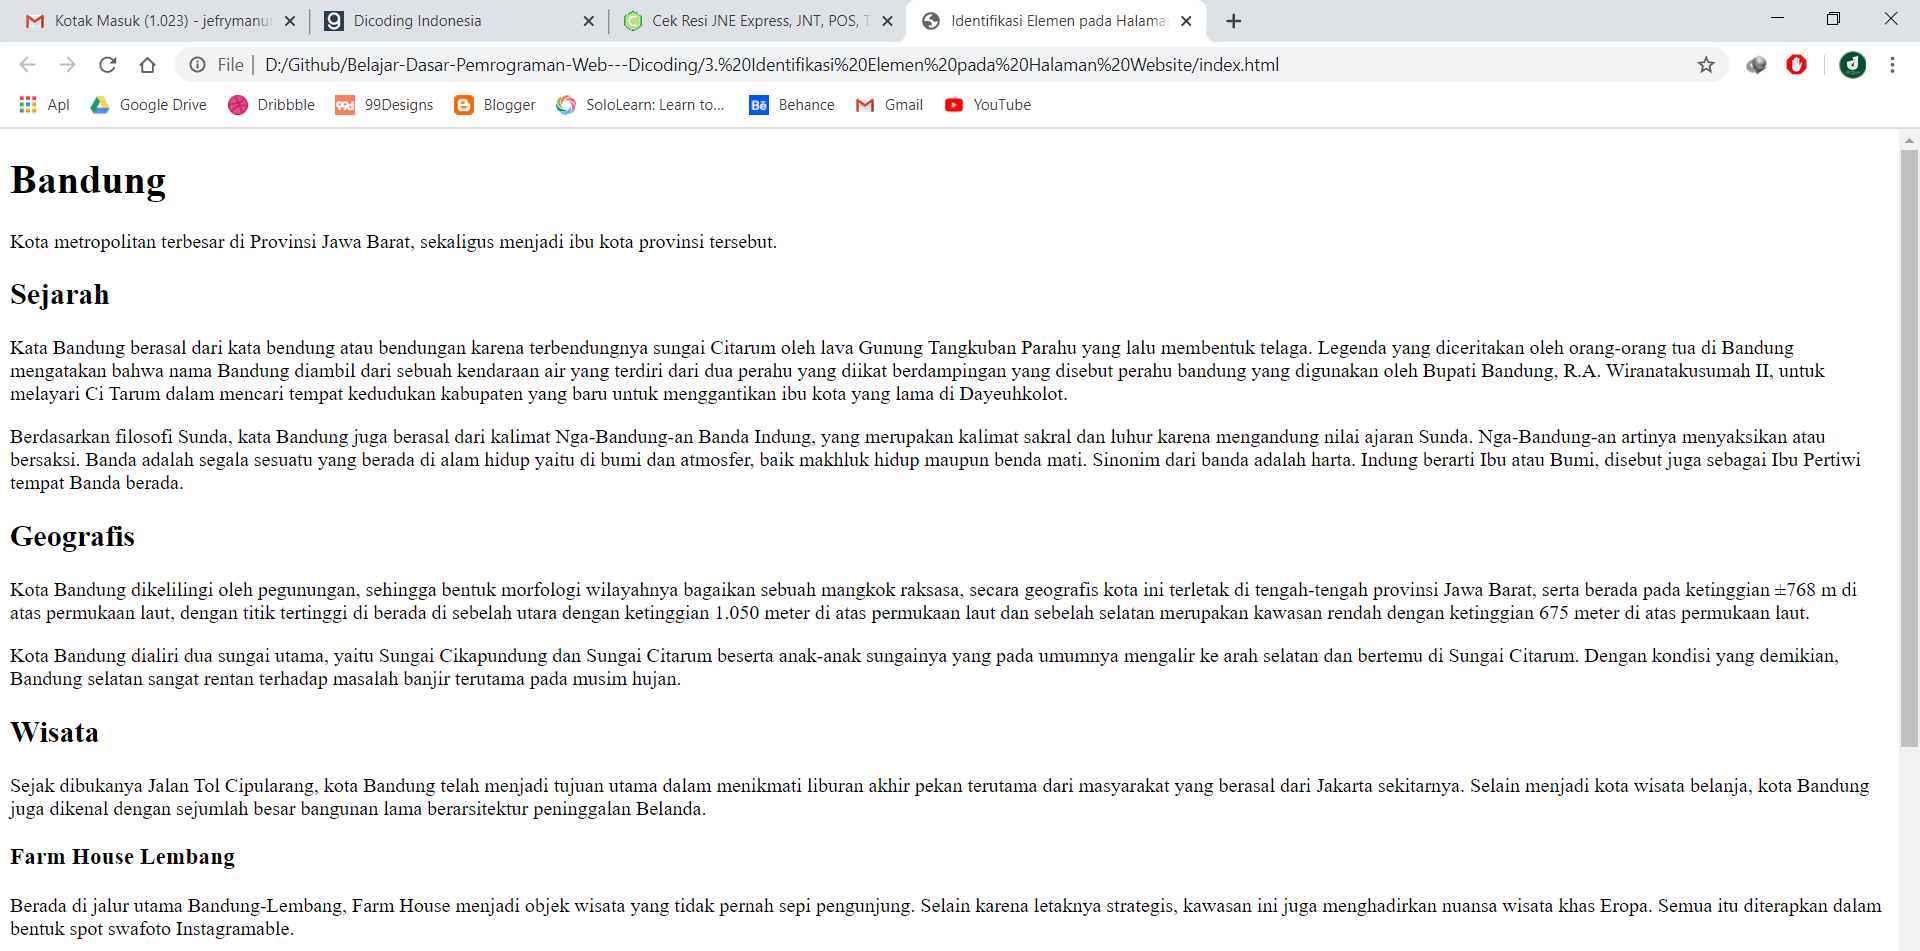 Kotak Masuk (1.023) - jefrymanu
Dicoding Indonesia
Cek Resi JNE Express, JNT, POS, T
Identifikasi Elemen pada Halama
File
D:/Github/Belajar-Dasar-Pemrograman-Web---Dicoding/3.%20Identifikasi%20Elemen%20pada%20Halaman%20Website/index.html
Apl
Google Drive
Dribbble
99d 99Designs
Blogger
SoloLearn: Learn to...
Bē Behance
Gmail
YouTube
Bandung
Kota metropolitan terbesar di Provinsi Jawa Barat, sekaligus menjadi ibu kota provinsi tersebut.
Sejarah
Kata Bandung berasal dari kata bendung atau bendungan karena terbendungnya sungai Citarum oleh lava Gunung Tangkuban Parahu yang lalu membentuk telaga. Legenda yang diceritakan oleh orang-orang tua di Bandung
mengatakan bahwa nama Bandung diambil dari sebuah kendaraan air yang terdiri dari dua perahu yang diikat berdampingan yang disebut perahu bandung yang digunakan oleh Bupati Bandung, R.A. Wiranatakusumah II, untuk
melayari Ci Tarum dalam mencari tempat kedudukan kabupaten yang baru untuk menggantikan ibu kota yang lama di Dayeuhkolot.
Berdasarkan filosofi Sunda, kata Bandung juga berasal dari kalimat Nga-Bandung-an Banda Indung, yang merupakan kalimat sakral dan luhur karena mengandung nilai ajaran Sunda. Nga-Bandung-an artinya menyaksikan atau
bersaksi. Banda adalah segala sesuatu yang berada di alam hidup yaitu di bumi dan atmosfer, baik makhluk hidup maupun benda mati. Sinonim dari banda adalah harta. Indung berarti Ibu atau Bumi, disebut juga sebagai Ibu Pertiwi
tempat Banda berada.
Geografis
Kota Bandung dikelilingi oleh pegunungan, sehingga bentuk morfologi wilayahnya bagaikan sebuah mangkok raksasa, secara geografis kota ini terletak di tengah-tengah provinsi Jawa Barat, serta berada pada ketinggian ±768 m di
atas permukaan laut, dengan titik tertinggi di berada di sebelah utara dengan ketinggian 1.050 meter di atas permukaan laut dan sebelah selatan merupakan kawasan rendah dengan ketinggian 675 meter di atas permukaan laut.
Kota Bandung dialiri dua sungai utama, yaitu Sungai Cikapundung dan Sungai Citarum beserta anak-anak sungainya yang pada umumnya mengalir ke arah selatan dan bertemu di Sungai Citarum. Dengan kondisi yang demikian,
Bandung selatan sangat rentan terhadap masalah banjir terutama pada musim hujan.
Wisata
Sejak dibukanya Jalan Tol Cipularang, kota Bandung telah menjadi tujuan utama dalam menikmati liburan akhir pekan terutama dari masyarakat yang berasal dari Jakarta sekitarnya. Selain menjadi kota wisata belanja, kota Bandung
juga dikenal dengan sejumlah besar bangunan lama berarsitektur peninggalan Belanda.
Farm House Lembang
Berada di jalur utama Bandung-Lembang, Farm House menjadi objek wisata yang tidak pernah sepi pengunjung. Selain karena letaknya strategis, kawasan ini juga menghadirkan nuansa wisata khas Eropa. Semua itu diterapkan dalam
bentuk spot swafoto Instagramable.